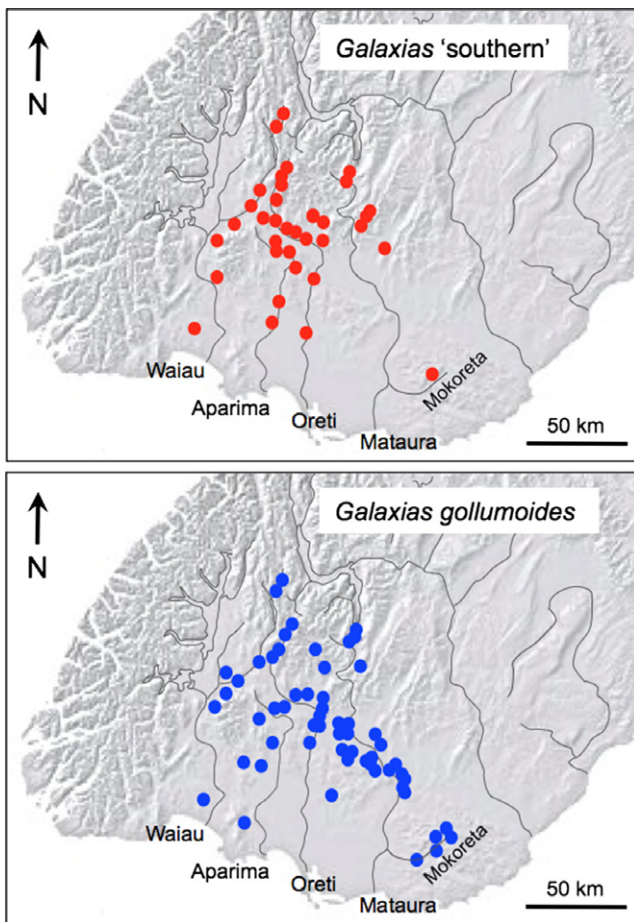 Galaxias 'southern'
N
Waiau
Aparima
Oreti
Mataura
Mokoreta
50 km
Galaxias gollumoides
N
Waiau
Aparima
Oreti
Mataura
Mokoreta
50 km